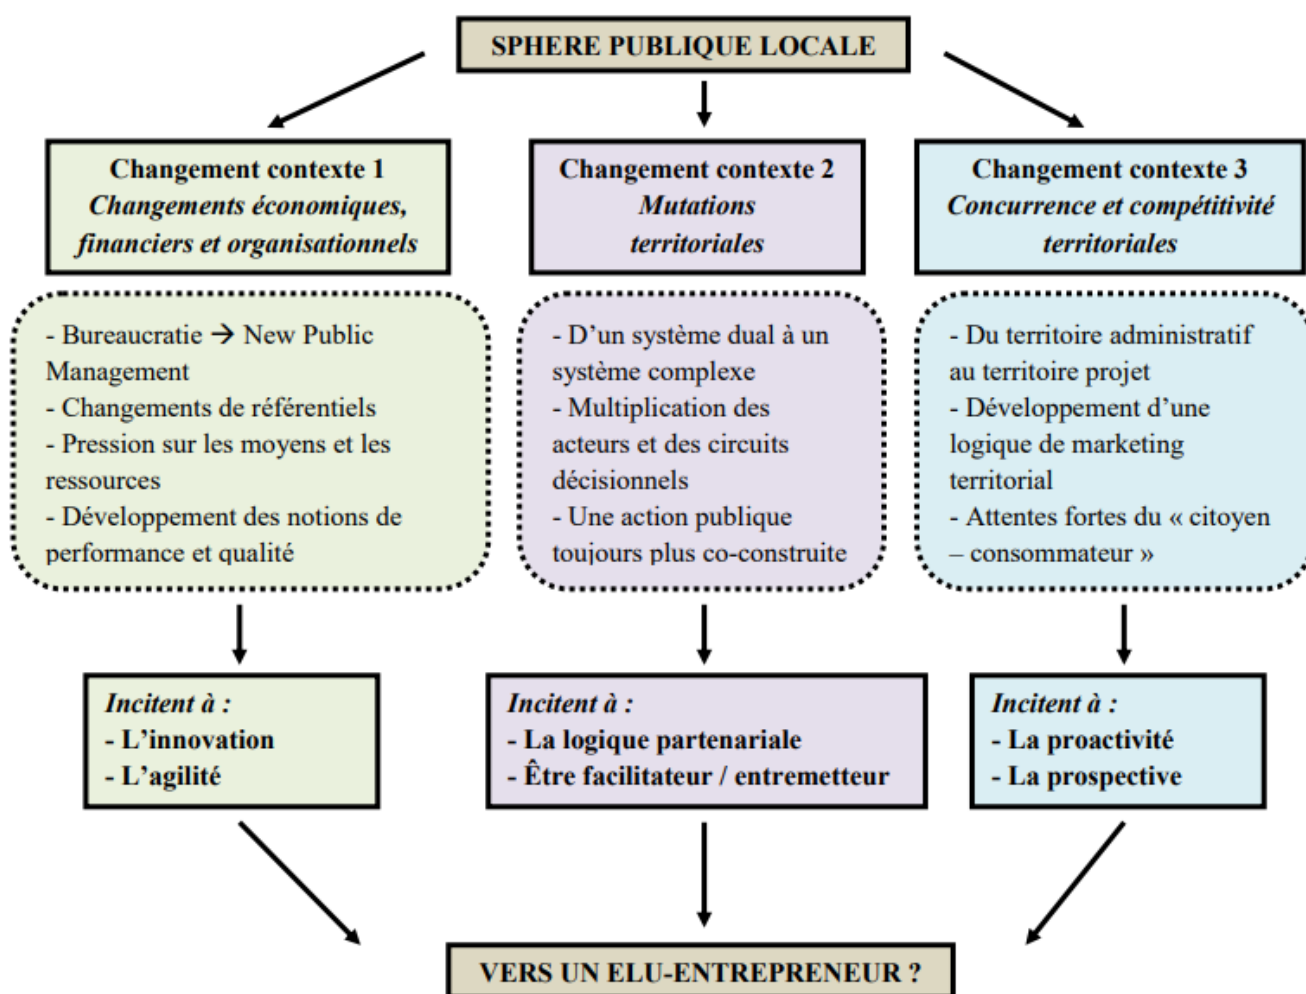 SPHERE PUBLIQUE LOCALE
Changement contexte 1
Changements économiques,
financiers et organisationnels
Changement contexte 2
Mutations
territoriales
Changement contexte 3
Concurrence et compétitivité
territoriales
- Bureaucratie → New Public
Management
- Changements de référentiels
- Pression sur les moyens et les
ressources
- Développement des notions de
performance et qualité
- D’un système dual à un
système complexe
- Multiplication des
acteurs et des circuits
décisionnels
- Une action publique
toujours plus co-construite
- Du territoire administratif
au territoire projet
- Développement d’une
logique de marketing
territorial
- Attentes fortes du « citoyen
– consommateur »
Incitent à :
- L’innovation
- L’agilité
Incitent à :
- La logique partenariale
- Être facilitateur / entremetteur
Incitent à :
- La proactivité
- La prospective
VERS UN ELU-ENTREPRENEUR ?